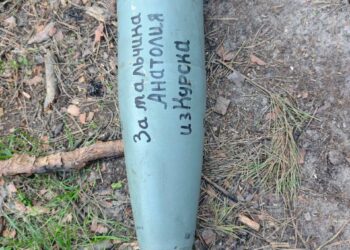 За мальчика
Анатолия
из Курска